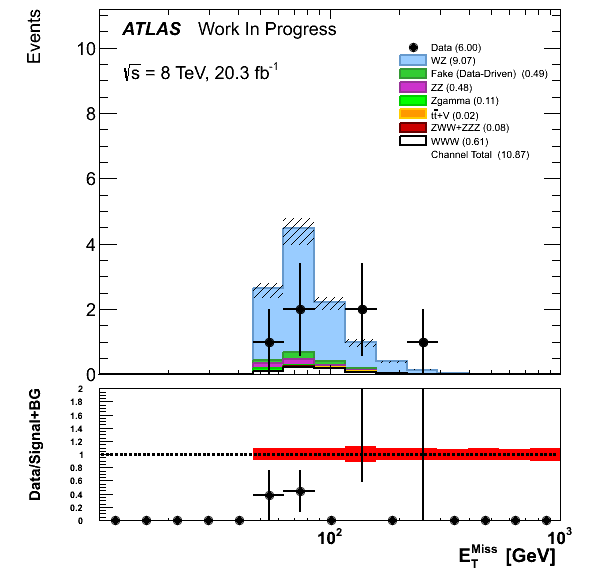 Events
ATLAS Work In Progress
√s = 8 TeV, 20.3 fb⁻¹
Data (6.00)
WZ (9.07)
Fake (Data-Driven) (0.49)
ZZ (0.48)
Zgamma (0.11)
tt̄+V (0.02)
ZWW+ZZZ (0.08)
WWW (0.61)
Channel Total (10.87)
10
8
6
4
2
0
Data/Signal+BG
2
1.8
1.6
1.4
1.2
1
0.8
0.6
0.4
0.2
0
10²
10³
E_T^Miss [GeV]